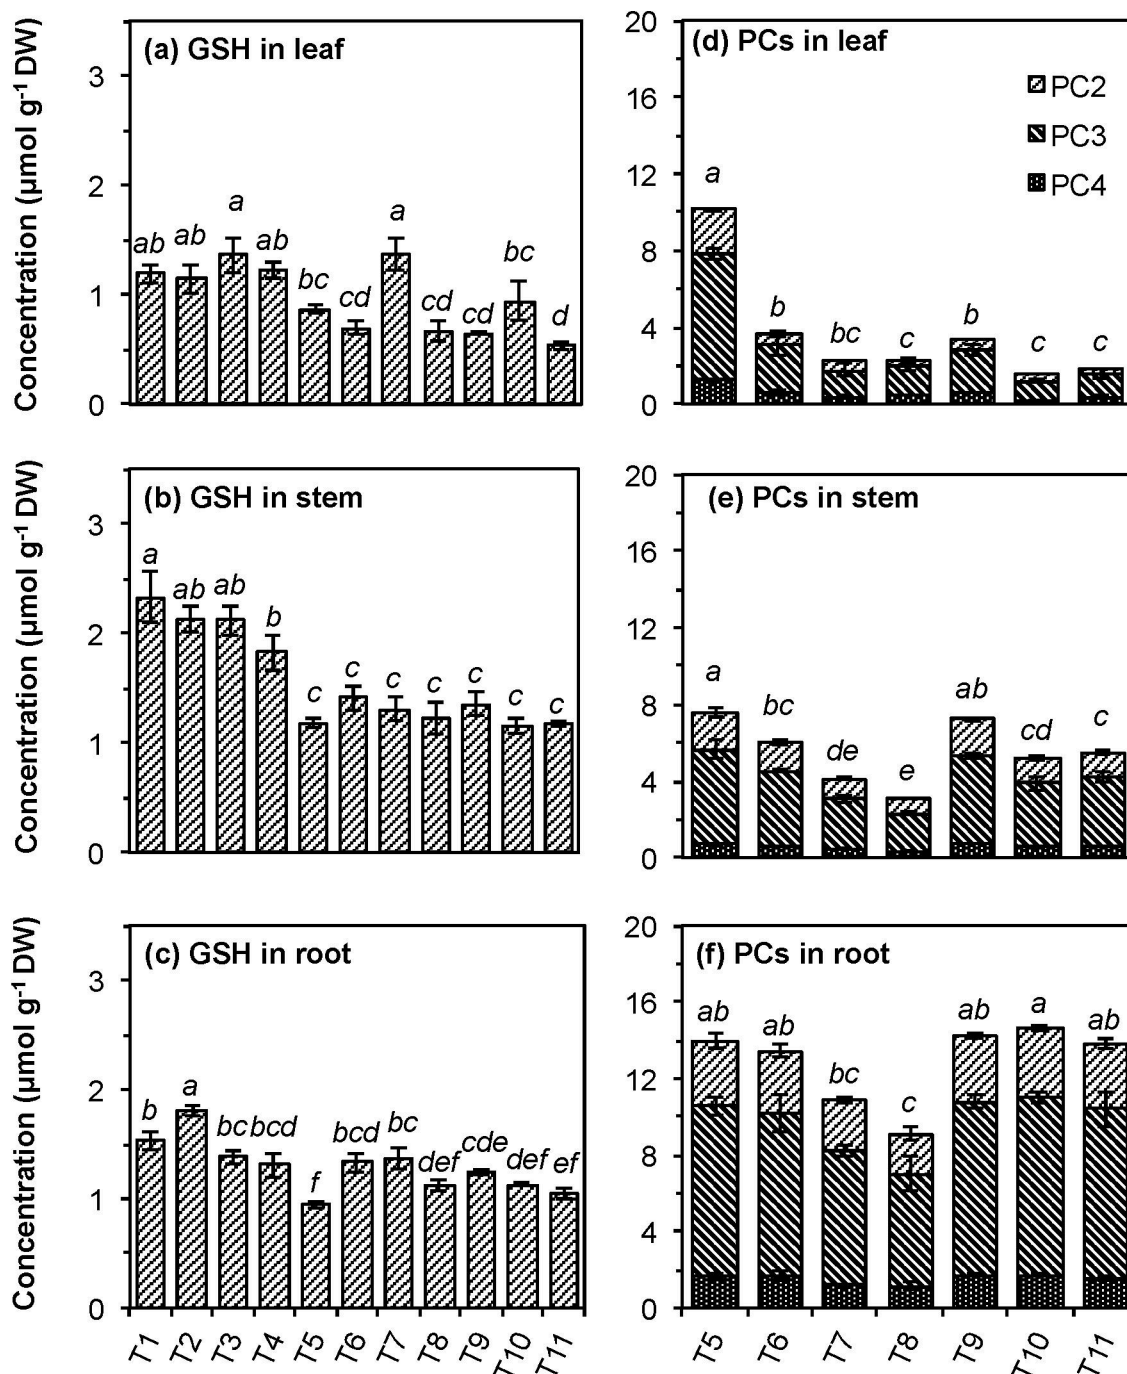 Concentration (µmol g⁻¹ DW)
(a) GSH in leaf
3
2
1
0
ab ab a ab bc cd a cd cd bc d
(d) PCs in leaf
PC2
PC3
PC4
20
16
12
8
4
0
a b bc c b c c
Concentration (µmol g⁻¹ DW)
(b) GSH in stem
3
2
1
0
a ab ab b c c c c c c c
(e) PCs in stem
20
16
12
8
4
0
a bc de e ab cd c
Concentration (µmol g⁻¹ DW)
(c) GSH in root
3
2
1
0
b a bc bcd f bcd bc def cde def ef
T1 T2 T3 T4 T5 T6 T7 T8 T9 T10 T11
(f) PCs in root
20
16
12
8
4
0
ab ab bc c ab a ab
T5 T6 T7 T8 T9 T10 T11